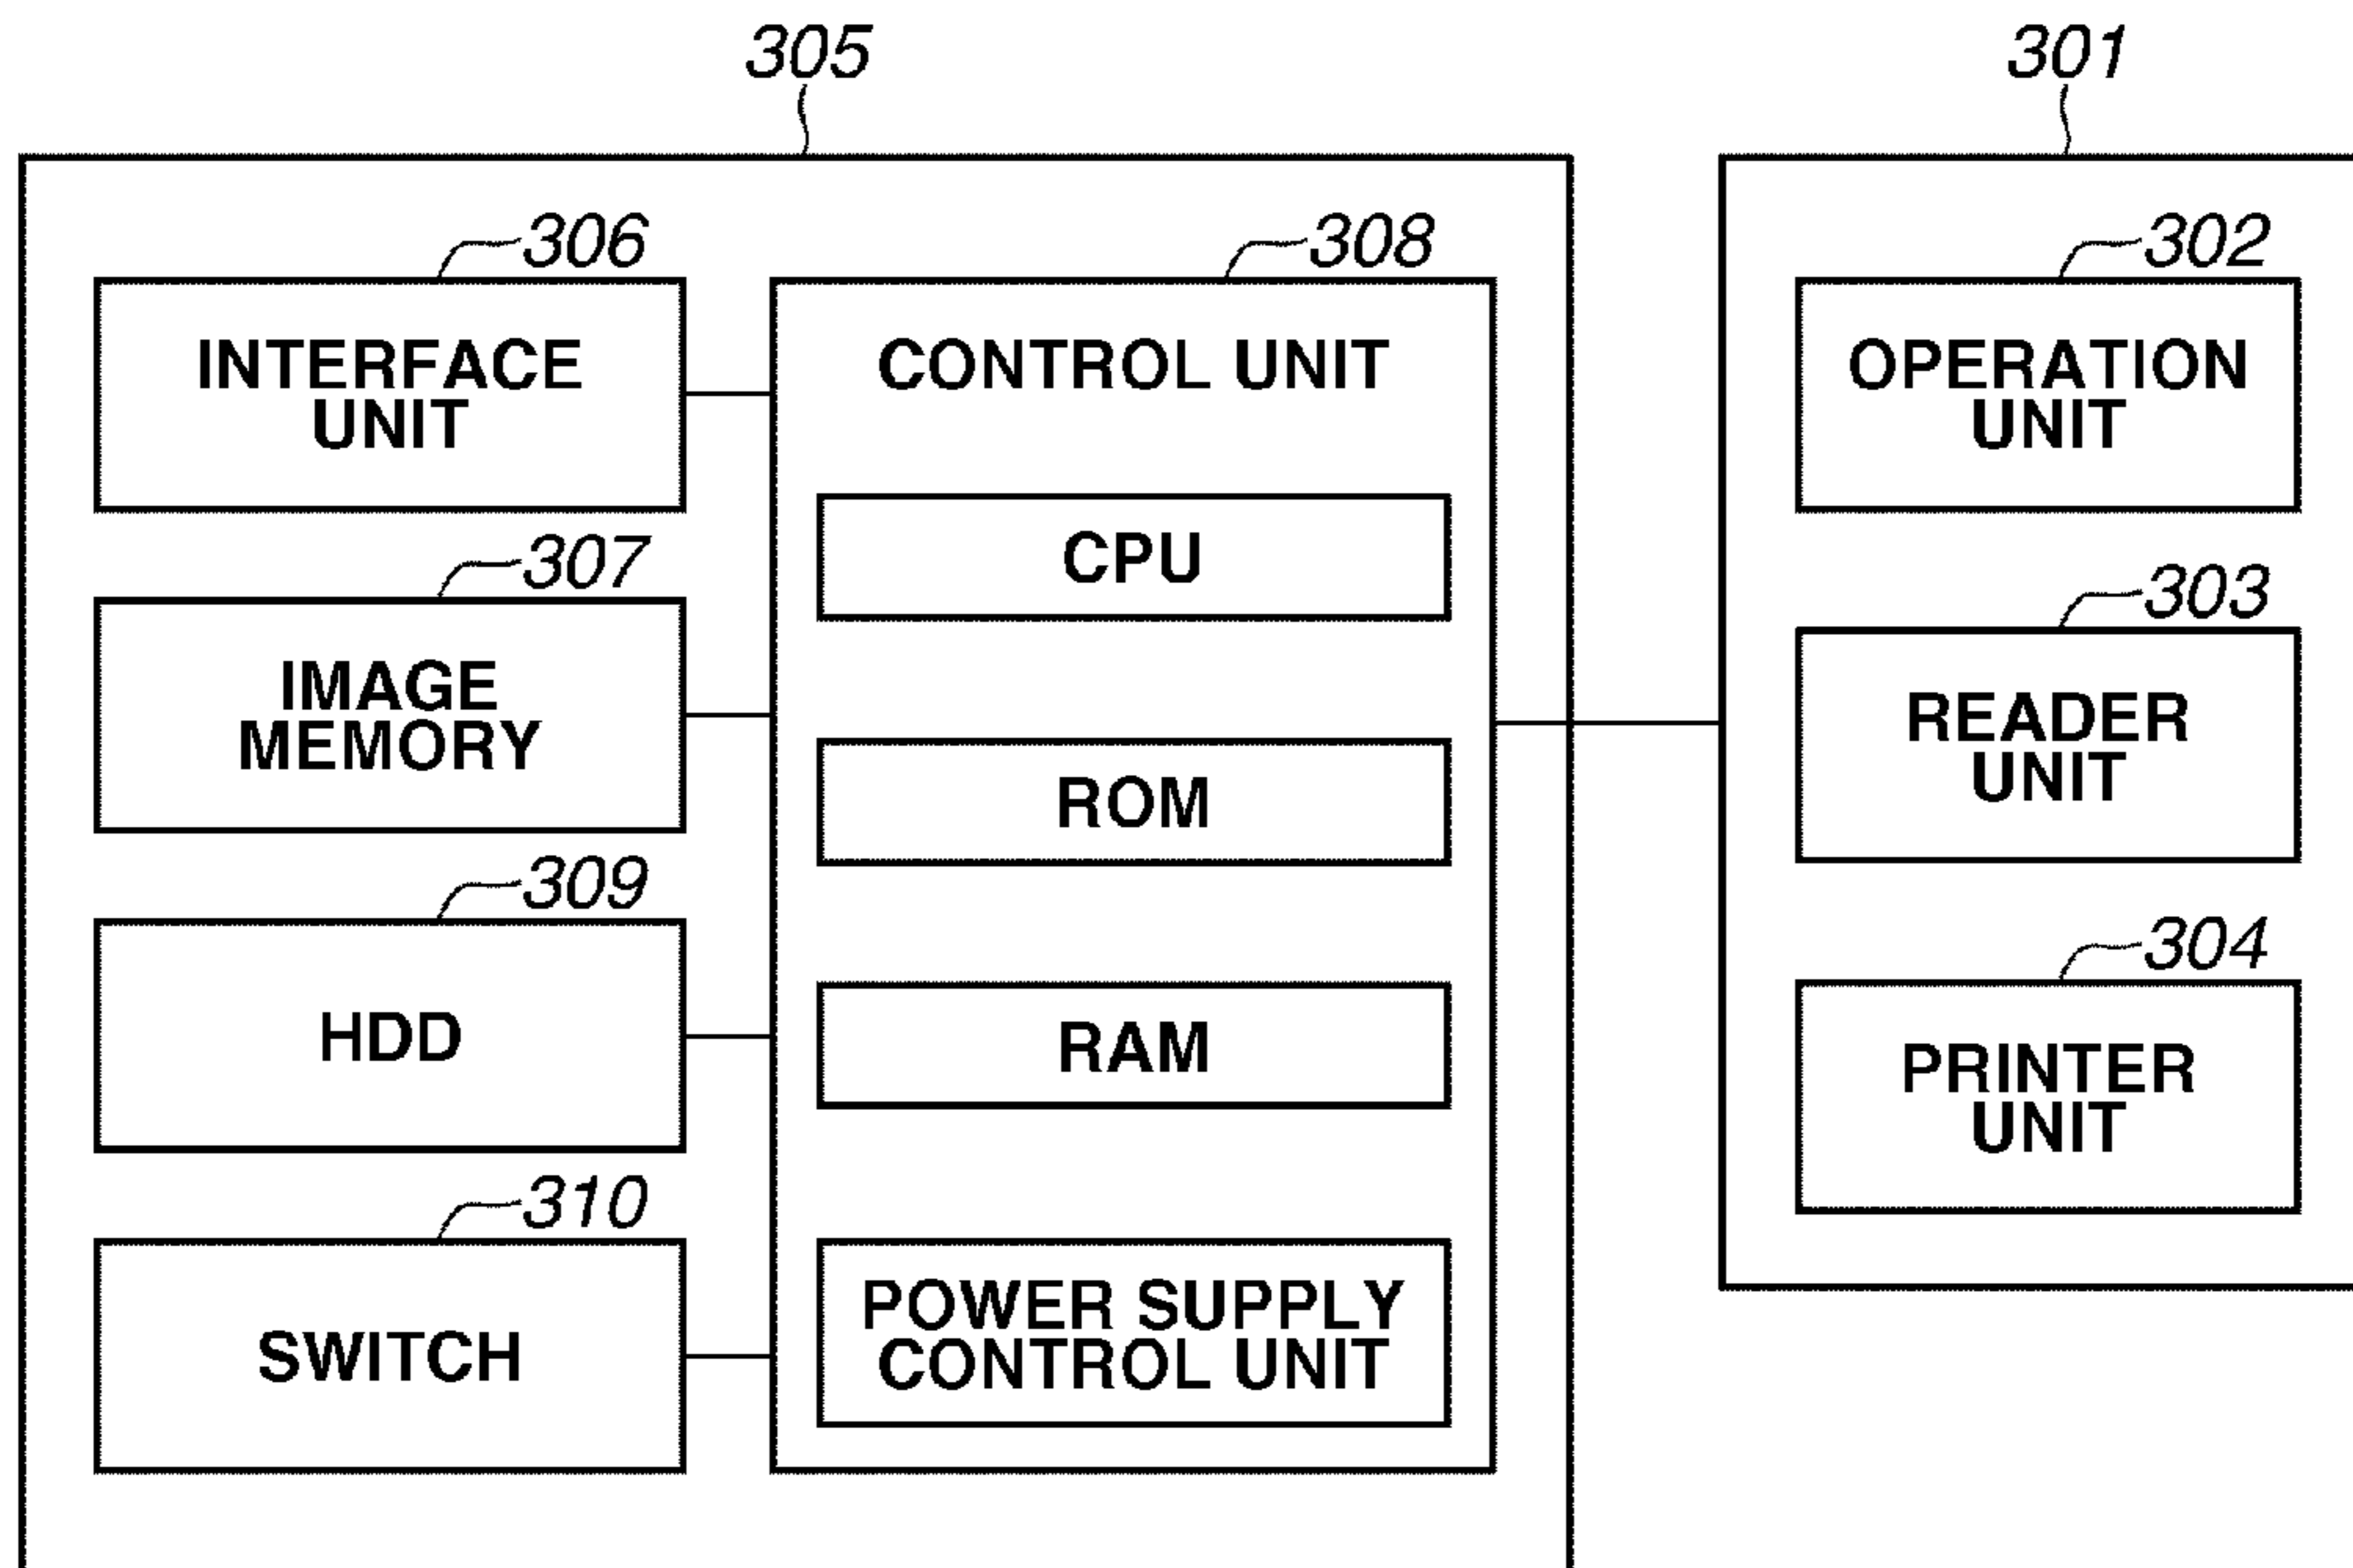 305
301
306
308
302
INTERFACE
UNIT
CONTROL UNIT
OPERATION
UNIT
CPU
307
303
IMAGE
MEMORY
READER
UNIT
ROM
309
304
HDD
RAM
PRINTER
UNIT
310
SWITCH
POWER SUPPLY
CONTROL UNIT